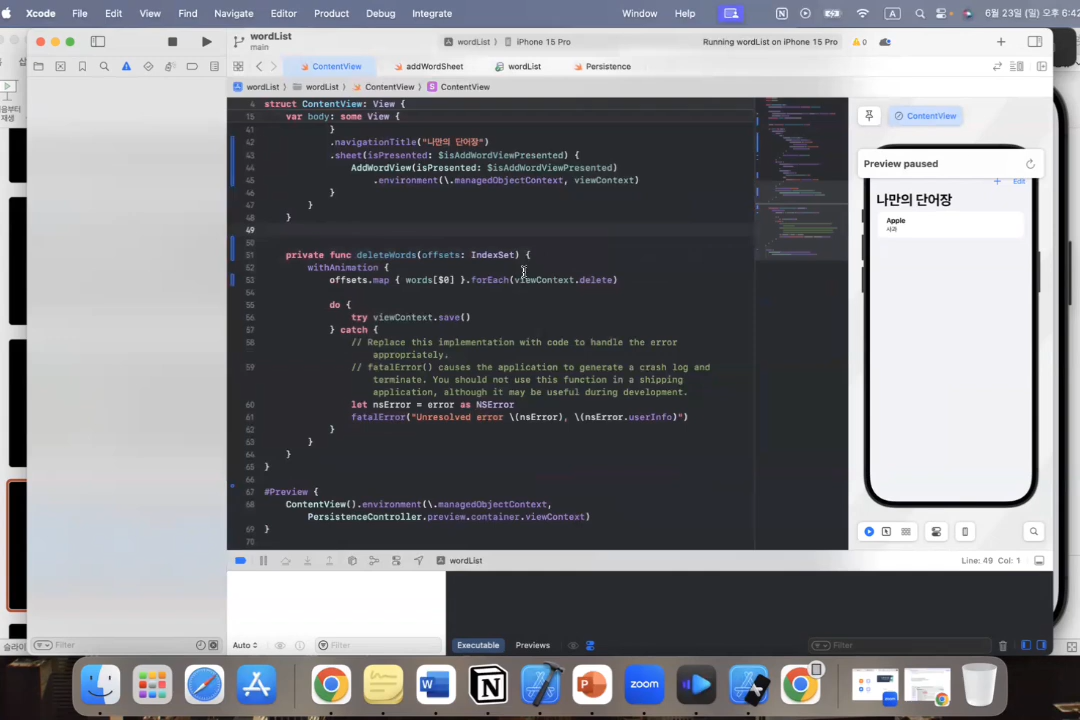 Xcode File Edit View Find Navigate Editor Product Debug Integrate Window Help A 6월 23일 (일) 오후 6:42
wordList
main
wordList 〉 iPhone 15 Pro
Running wordList on iPhone 15 Pro
0
ContentView addWordSheet wordList Persistence
wordList 〉 wordList 〉 ContentView 〉 S ContentView
4 struct ContentView: View {
15 var body: some View {
41 }
42 .navigationTitle("나만의 단어장")
43 .sheet(isPresented: $isAddWordViewPresented) {
44 AddWordView(isPresented: $isAddWordViewPresented)
45 .environment(\.managedObjectContext, viewContext)
46 }
47 }
48 }
49
50
51 private func deleteWords(offsets: IndexSet) {
52 withAnimation {
53 offsets.map { words[$0] }.forEach(viewContext.delete)
54
55 do {
56 try viewContext.save()
57 } catch {
58 // Replace this implementation with code to handle the error
appropriately.
59 // fatalError() causes the application to generate a crash log and
terminate. You should not use this function in a shipping
application, although it may be useful during development.
60 let nsError = error as NSError
61 fatalError("Unresolved error \(nsError), \(nsError.userInfo)")
62 }
63 }
64 }
65 }
66
67 #Preview {
68 ContentView().environment(\.managedObjectContext,
PersistenceController.preview.container.viewContext)
69 }
70
ContentView
Preview paused
Edit
나만의 단어장
Apple
사과
wordList
Line: 49 Col: 1
Auto
Filter
Filter
Executable Previews
Filter
재생
슬라이
W
N
P
zoom